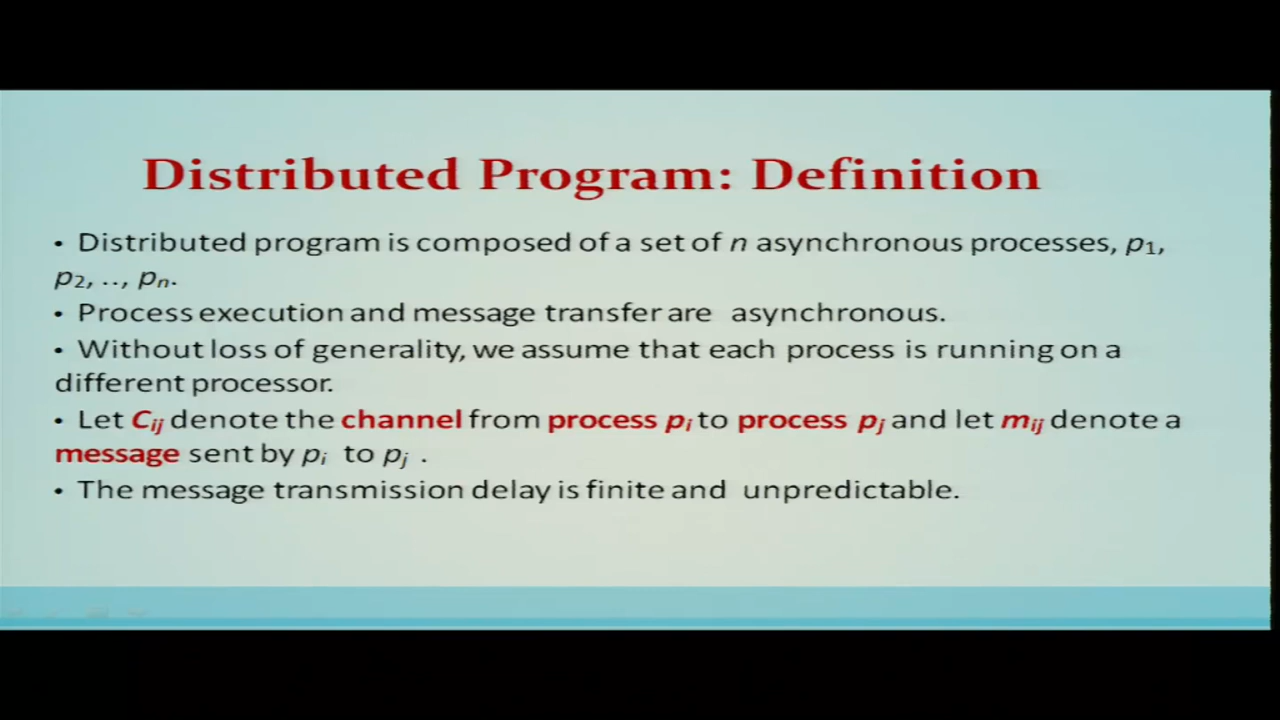 Distributed Program: Definition
• Distributed program is composed of a set of n asynchronous processes, p1,
p2, .., pn.
• Process execution and message transfer are asynchronous.
• Without loss of generality, we assume that each process is running on a
different processor.
• Let Cij denote the channel from process pi to process pj and let mij denote a
message sent by pi to pj .
• The message transmission delay is finite and unpredictable.